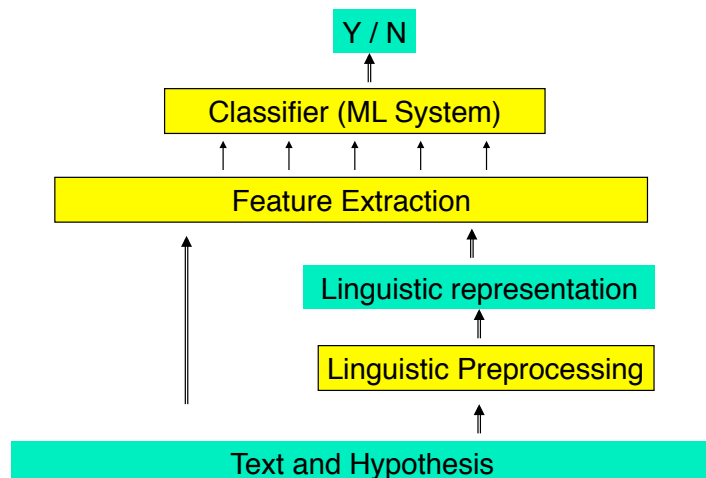 Y / N
Classifier (ML System)
Feature Extraction
Linguistic representation
Linguistic Preprocessing
Text and Hypothesis